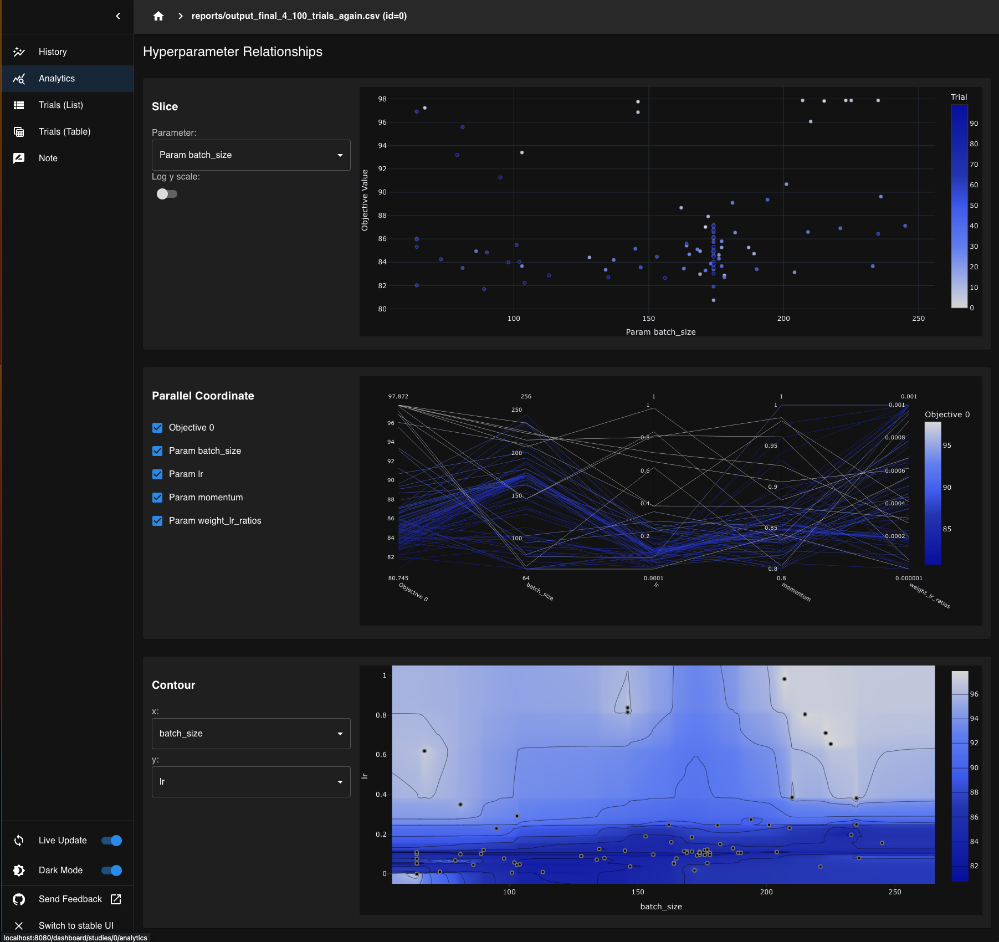 reports/output_final_4_100_trials_again.csv (id=0)
History
Analytics
Trials (List)
Trials (Table)
Note
Live Update
Dark Mode
Send Feedback
Switch to stable UI
localhost:8080/dashboard/studies/0/analytics
Hyperparameter Relationships
Slice
Parameter:
Param batch_size
Log y scale:
98
96
94
92
90
88
86
84
82
80
Objective Value
100
150
200
250
Param batch_size
Trial
90
80
70
60
50
40
30
20
10
0
Parallel Coordinate
Objective 0
Param batch_size
Param lr
Param momentum
Param weight_lr_ratios
97.872
96
94
92
90
88
86
84
82
80.745
Objective 0
256
250
200
150
100
64
batch_size
1
1
0.8
0.6
0.4
0.2
0.0001
lr
1
1
0.95
0.9
0.85
0.8
0.8
momentum
0.001
0.001
0.0008
0.0006
0.0004
0.0002
0.000001
weight_lr_ratios
Objective 0
95
90
85
Contour
x:
batch_size
y:
lr
1
0.8
0.6
0.4
0.2
0
lr
100
150
200
250
batch_size
96
94
92
90
88
86
84
82